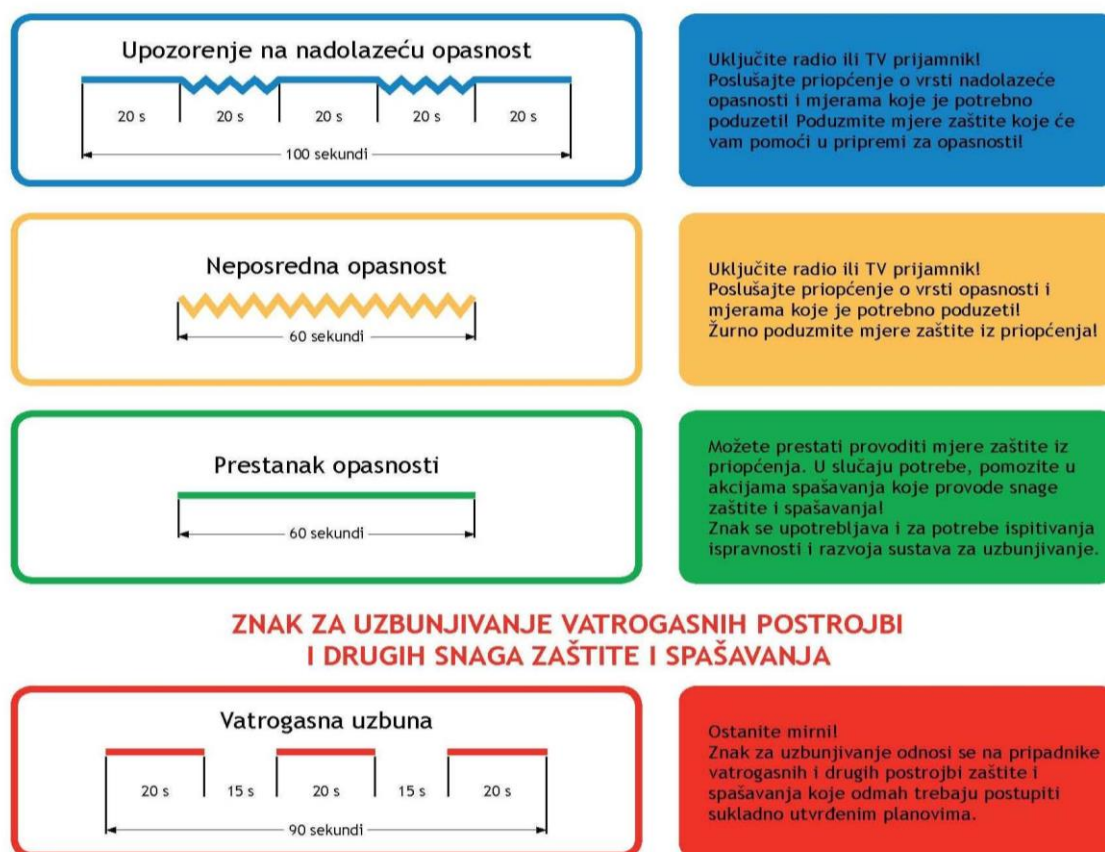 Upozorenje na nadolazeću opasnost
20 s 20 s 20 s 20 s 20 s
100 sekundi
Uključite radio ili TV prijamnik!
Poslušajte priopćenje o vrsti nadolazeće
opasnosti i mjerama koje je potrebno
poduzeti! Poduzmite mjere zaštite koje će
vam pomoći u pripremi za opasnosti!
Neposredna opasnost
60 sekundi
Uključite radio ili TV prijamnik!
Poslušajte priopćenje o vrsti opasnosti i
mjerama koje je potrebno poduzeti!
Žurno poduzmite mjere zaštite iz priopćenja!
Prestanak opasnosti
60 sekundi
Možete prestati provoditi mjere zaštite iz
priopćenja. U slučaju potrebe, pomozite u
akcijama spašavanja koje provode snage
zaštite i spašavanja!
Znak se upotrebljava i za potrebe ispitivanja
ispravnosti i razvoja sustava za uzbunjivanje.
ZNAK ZA UZBUNJIVANJE VATROGASNIH POSTROJBI
I DRUGIH SNAGA ZAŠTITE I SPAŠAVANJA
Vatrogasna uzbuna
20 s 15 s 20 s 15 s 20 s
90 sekundi
Ostanite mirni!
Znak za uzbunjivanje odnosi se na pripadnike
vatrogasnih i drugih postrojbi zaštite i
spašavanja koje odmah trebaju postupiti
sukladno utvrđenim planovima.